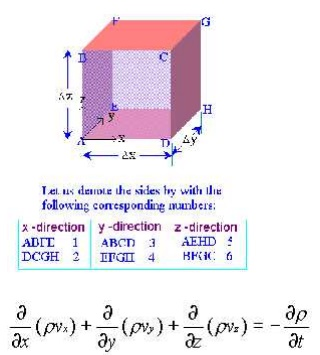 F G
B C
Δz z
E H
y
A x D Δy
Δx
Let us denote the sides by with the
following corresponding numbers:
x -direction y -direction z -direction
ABFE 1 ABCD 3 AEHD 5
DCGH 2 EFGH 4 BFGC 6
∂/∂x (ρvx) + ∂/∂y (ρvy) + ∂/∂z (ρvz) = − ∂ρ/∂t